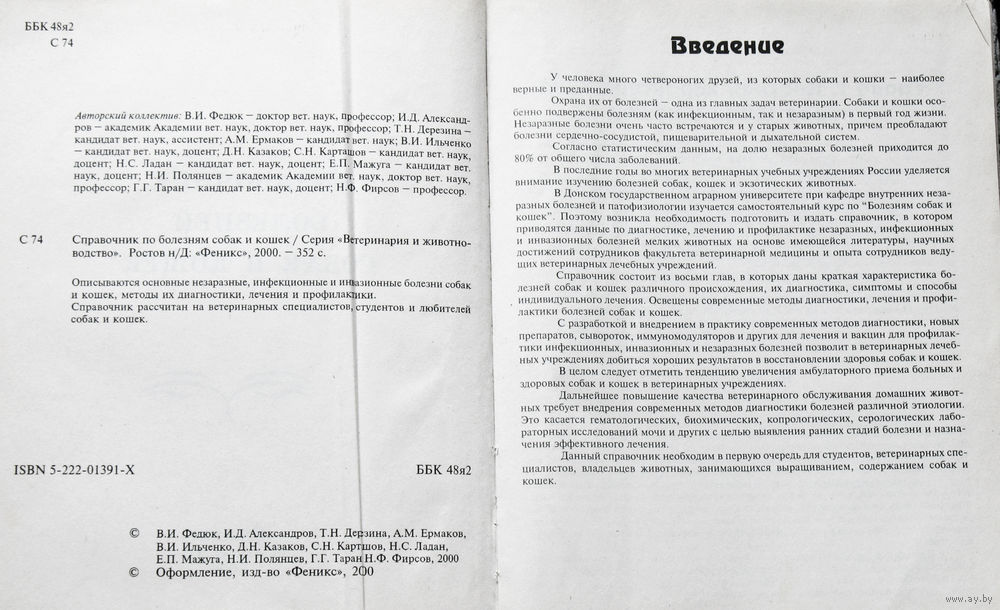 ББК 48я2
С 74
Авторский коллектив: В.И. Федюк – доктор вет. наук, профессор; И.Д. Александ-
ров – академик Академии вет. наук, доктор вет. наук, профессор; Т.Н. Дерезина –
кандидат вет. наук, ассистент; А.М. Ермаков – кандидат вет. наук; В.И. Ильченко
– кандидат вет. наук, доцент; Д.Н. Казаков; С.Н. Карташов – кандидат вет. наук,
доцент; Н.С. Ладан – кандидат вет. наук, доцент; Е.П. Мажуга – кандидат вет.
наук, доцент; Н.И. Полянцев – академик Академии вет. наук, доктор вет. наук,
профессор; Г.Г. Таран – кандидат вет. наук, доцент; Н.Ф. Фирсов – профессор.
С 74 Справочник по болезням собак и кошек / Серия «Ветеринария и животно-
водство». Ростов н/Д: «Феникс», 2000. – 352 с.
Описываются основные незаразные, инфекционные и инвазионные болезни собак
и кошек, методы их диагностики, лечения и профилактики.
Справочник рассчитан на ветеринарных специалистов, студентов и любителей
собак и кошек.
ISBN 5-222-01391-X ББК 48я2
© В.И. Федюк, И.Д. Александров, Т.Н. Дерзина, А.М. Ермаков,
В.И. Ильченко, Д.Н. Казаков, С.Н. Картшов, Н.С. Ладан,
Е.П. Мажуга, Н.И. Полянцев, Г.Г. Таран Н.Ф. Фирсов, 2000
© Оформление, изд-во «Феникс», 200
Введение
У человека много четвероногих друзей, из которых собаки и кошки – наиболее
верные и преданные.
Охрана их от болезней – одна из главных задач ветеринарии. Собаки и кошки осо-
бенно подвержены болезням (как инфекционным, так и незаразным) в первый год жизни.
Незаразные болезни очень часто встречаются и у старых животных, причем преобладают
болезни сердечно-сосудистой, пищеварительной и дыхательной систем.
Согласно статистическим данным, на долю незаразных болезней приходится до
80% от общего числа заболеваний.
В последние годы во многих ветеринарных учебных учреждениях России уделяется
внимание изучению болезней собак, кошек и экзотических животных.
В Донском государственном аграрном университете при кафедре внутренних неза-
разных болезней и патофизиологии изучается самостоятельный курс по "Болезням собак и
кошек". Поэтому возникла необходимость подготовить и издать справочник, в котором
приводятся данные по диагностике, лечению и профилактике незаразных, инфекционных
и инвазионных болезней мелких животных на основе имеющейся литературы, научных
достижений сотрудников факультета ветеринарной медицины и опыта сотрудников веду-
щих ветеринарных лечебных учреждений.
Справочник состоит из восьми глав, в которых даны краткая характеристика бо-
лезней собак и кошек различного происхождения, их диагностика, симптомы и способы
индивидуального лечения. Освещены современные методы диагностики, лечения и профи-
лактики болезней собак и кошек.
С разработкой и внедрением в практику современных методов диагностики, новых
препаратов, сывороток, иммуномодуляторов и других для лечения и вакцин для профилак-
тики инфекционных, инвазионных и незаразных болезней позволит в ветеринарных лечеб-
ных учреждениях добиться хороших результатов в восстановлении здоровья собак и кошек.
В целом следует отметить тенденцию увеличения амбулаторного приема больных и
здоровых собак и кошек в ветеринарных учреждениях.
Дальнейшее повышение качества ветеринарного обслуживания домашних живот-
ных требует внедрения современных методов диагностики болезней различной этиологии.
Это касается гематологических, биохимических, копрологических, серологических лабо-
раторных исследований мочи и других с целью выявления ранних стадий болезни и назна-
чения эффективного лечения.
Данный справочник необходим в первую очередь для студентов, ветеринарных спе-
циалистов, владельцев животных, занимающихся выращиванием, содержанием собак и
кошек.
www.ay.by